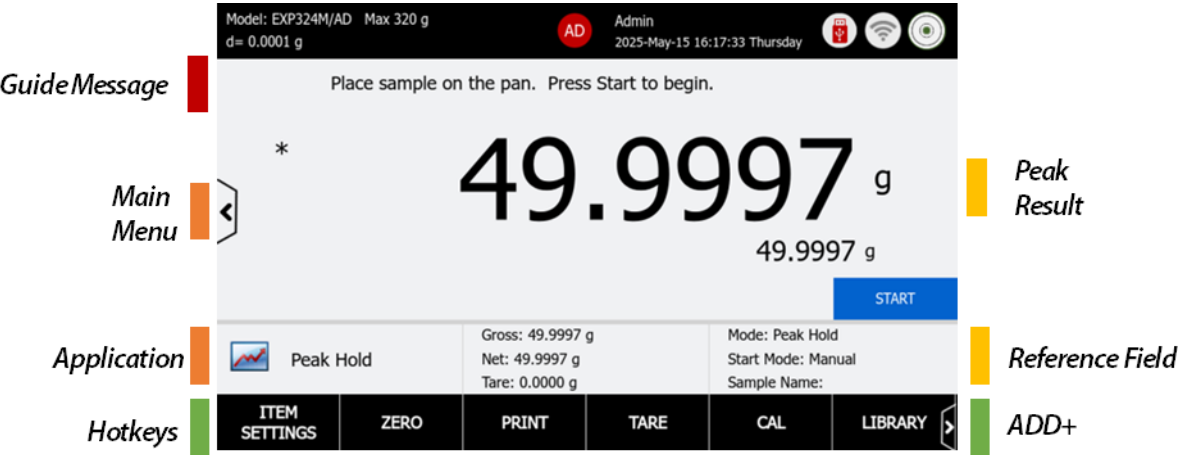 Model: EXP324M/AD Max 320 g
d= 0.0001 g
AD
Admin
2025-May-15 16:17:33 Thursday
Guide Message
Place sample on the pan. Press Start to begin.
*
49.9997 g
Peak
Result
Main
Menu
49.9997 g
START
Application
Peak Hold
Gross: 49.9997 g
Net: 49.9997 g
Tare: 0.0000 g
Mode: Peak Hold
Start Mode: Manual
Sample Name:
Reference Field
Hotkeys
ITEM
SETTINGS
ZERO
PRINT
TARE
CAL
LIBRARY
ADD+